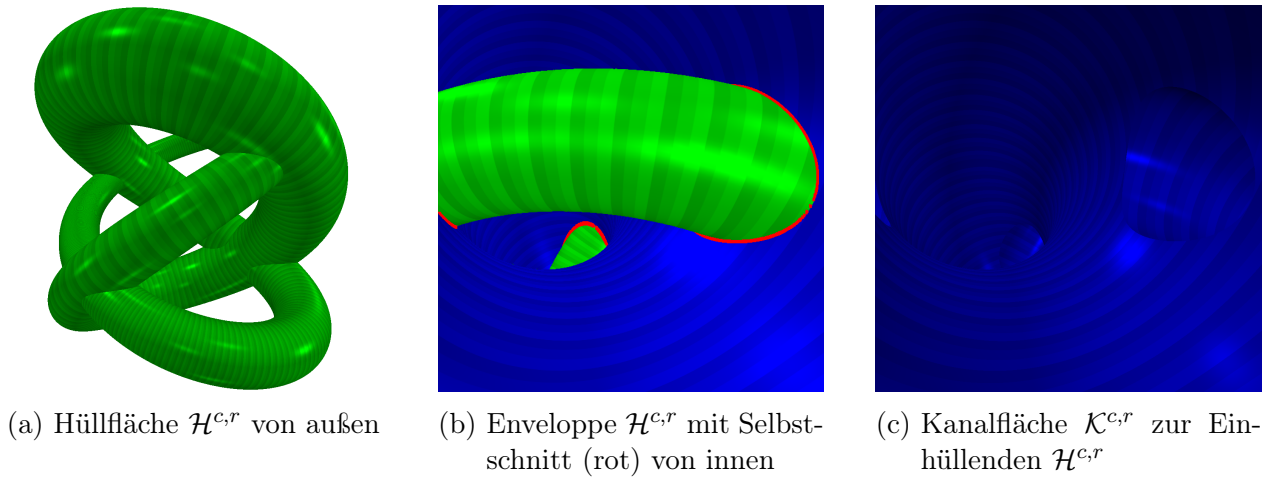 (a) Hüllfläche $\mathcal{H}^{c,r}$ von außen
(b) Enveloppe $\mathcal{H}^{c,r}$ mit Selbst-
schnitt (rot) von innen
(c) Kanalfläche $\mathcal{K}^{c,r}$ zur Ein-
hüllenden $\mathcal{H}^{c,r}$